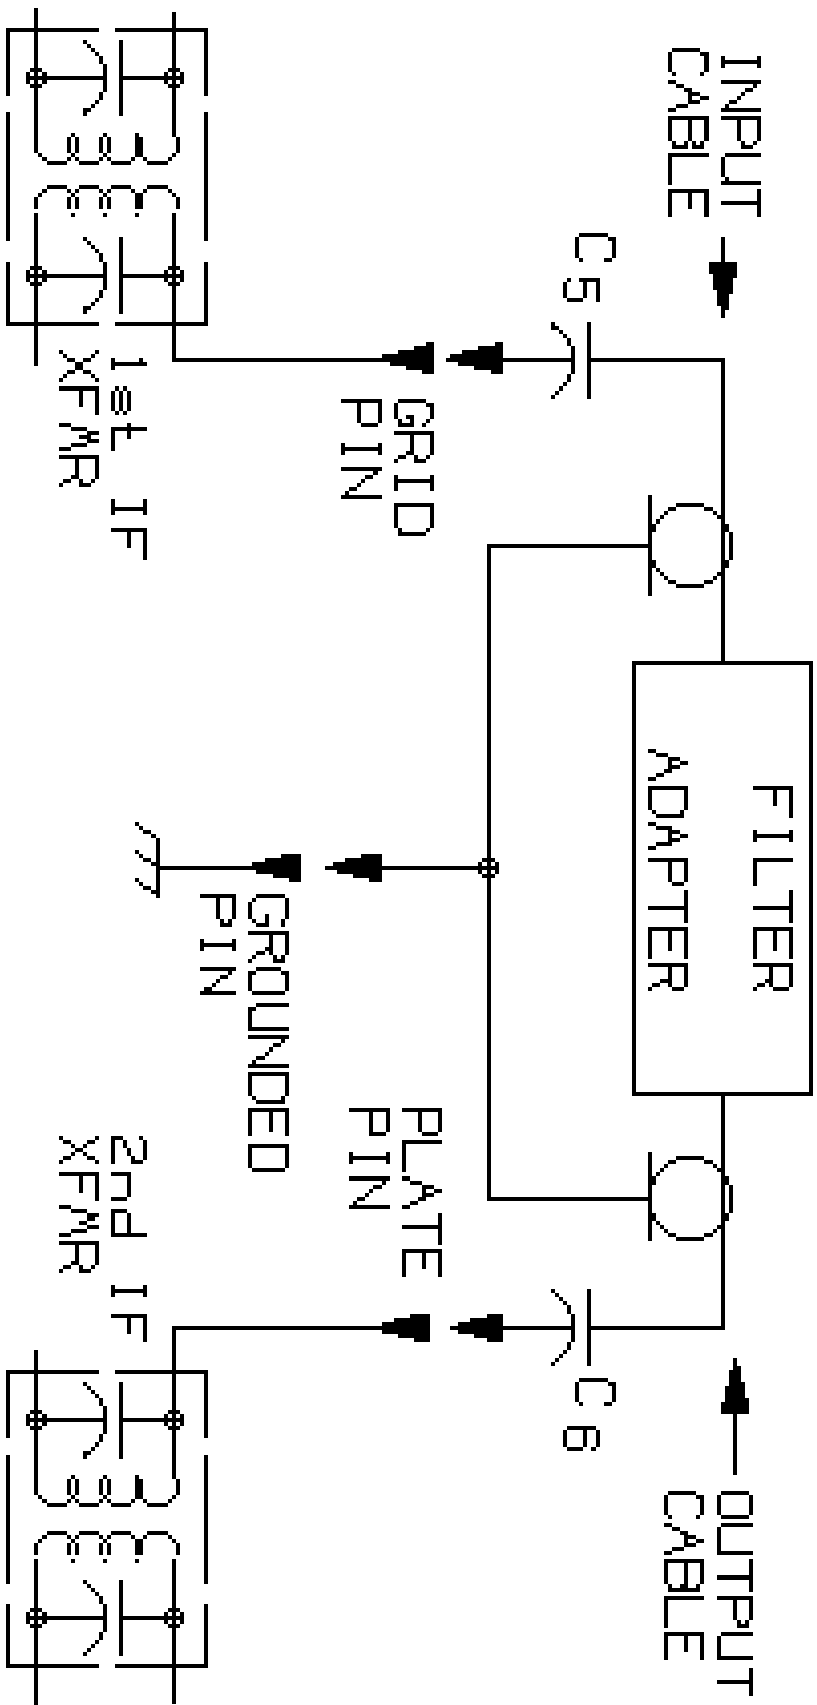 INPUT
CABLE
C5
GRID
PIN
1st IF
XFMR
FILTER
ADAPTER
GROUNDED
PIN
PLATE
PIN
2nd IF
XFMR
C6
OUTPUT
CABLE